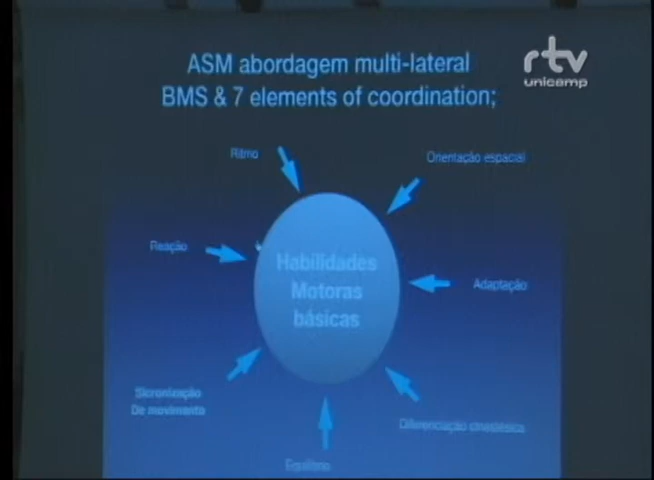 ASM abordagem multi-lateral
BMS & 7 elements of coordination;
rtv
unicamp
Ritmo
Orientação espacial
Reação
Habilidades
Motoras
básicas
Adaptação
Sicronização
De movimento
Diferenciação cinestésica
Equilíbrio